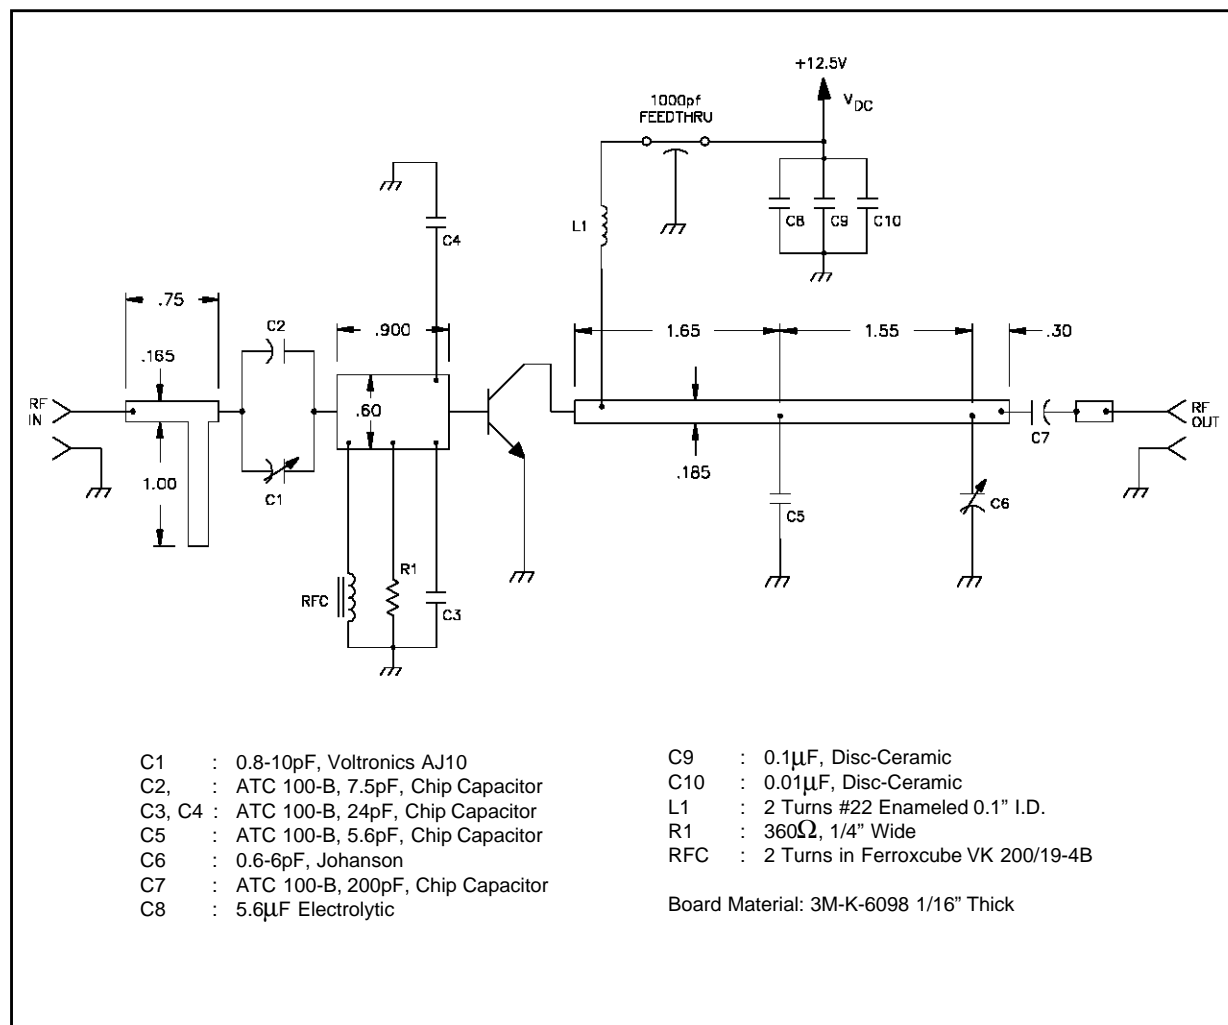 +12.5V
V DC
1000pf
FEEDTHRU
L1
C8
C9
C10
C4
.75
C2
.900
1.65
1.55
.30
.165
.60
RF
IN
RF
OUT
C7
1.00
C1
.185
C5
C6
R1
RFC
C3
C1 : 0.8-10pF, Voltronics AJ10
C2, : ATC 100-B, 7.5pF, Chip Capacitor
C3, C4 : ATC 100-B, 24pF, Chip Capacitor
C5 : ATC 100-B, 5.6pF, Chip Capacitor
C6 : 0.6-6pF, Johanson
C7 : ATC 100-B, 200pF, Chip Capacitor
C8 : 5.6μF Electrolytic
C9 : 0.1μF, Disc-Ceramic
C10 : 0.01μF, Disc-Ceramic
L1 : 2 Turns #22 Enameled 0.1” I.D.
R1 : 360Ω, 1/4” Wide
RFC : 2 Turns in Ferroxcube VK 200/19-4B
Board Material: 3M-K-6098 1/16” Thick